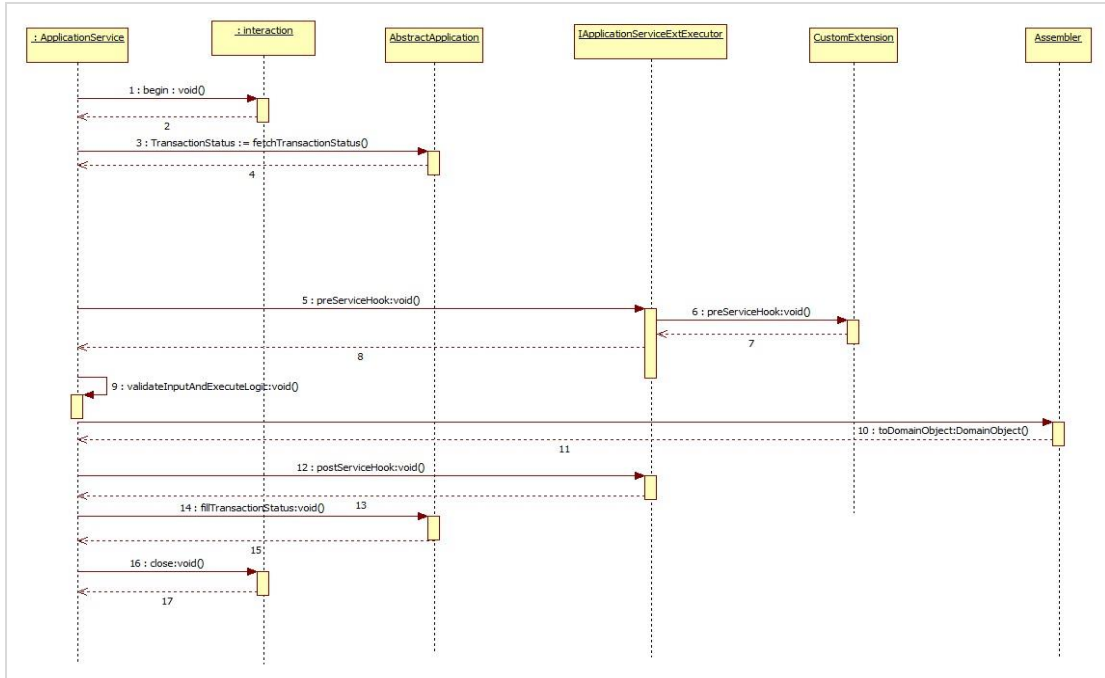 : ApplicationService
: interaction
AbstractApplication
IApplicationServiceExtExecutor
CustomExtension
Assembler
1 : begin : void()
2
3 : TransactionStatus := fetchTransactionStatus()
4
5 : preServiceHook:void()
6 : preServiceHook:void()
7
8
9 : validateInputAndExecuteLogic:void()
10 : toDomainObject:DomainObject()
11
12 : postServiceHook:void()
13
14 : fillTransactionStatus:void()
15
16 : close:void()
17